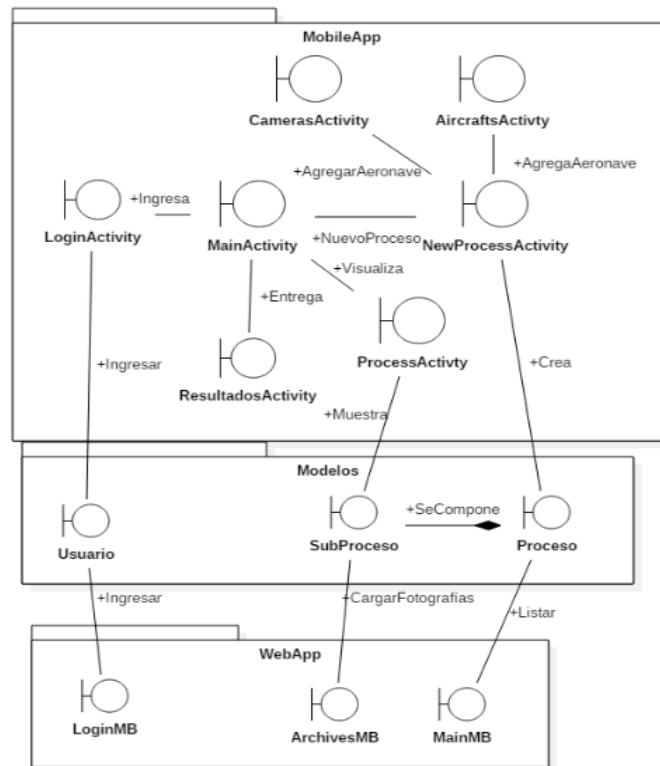 MobileApp
CamerasActivity
AircraftsActivty
+AgregarAeronave
+AgregaAeronave
+Ingresa
LoginActivity
MainActivity
+NuevoProceso
NewProcessActivity
+Visualiza
+Entrega
+Ingresar
ResultadosActivity
ProcessActivty
+Crea
+Muestra
Modelos
+SeCompone
Usuario
SubProceso
Proceso
+Ingresar
+CargarFotografías
+Listar
WebApp
LoginMB
ArchivesMB
MainMB